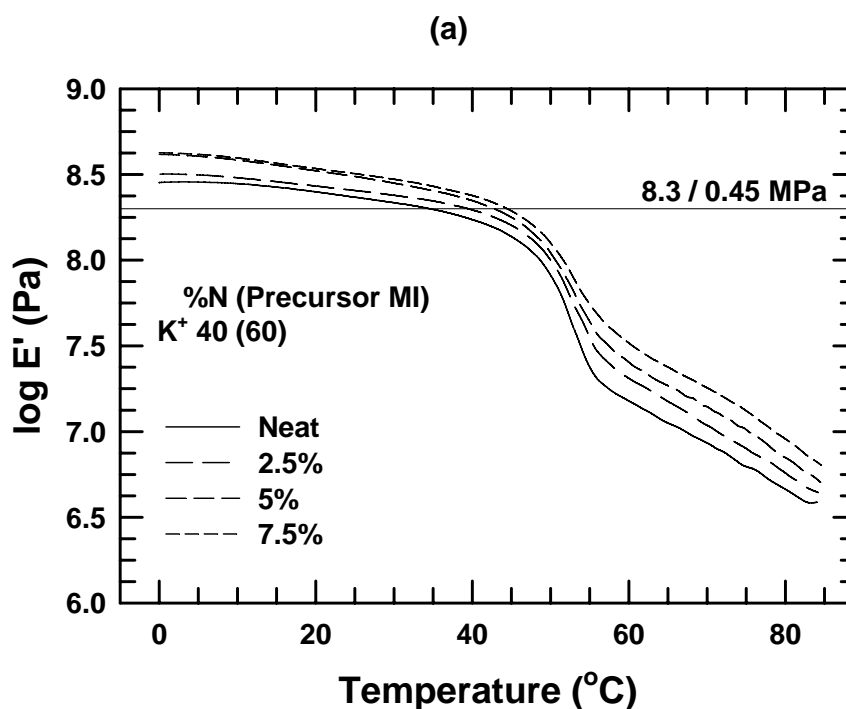 (a)
9.0
8.5
8.3 / 0.45 MPa
8.0
%N (Precursor MI)
K⁺ 40 (60)
7.5
log E' (Pa)
Neat
7.0
2.5%
5%
6.5
7.5%
6.0
0 20 40 60 80
Temperature (°C)